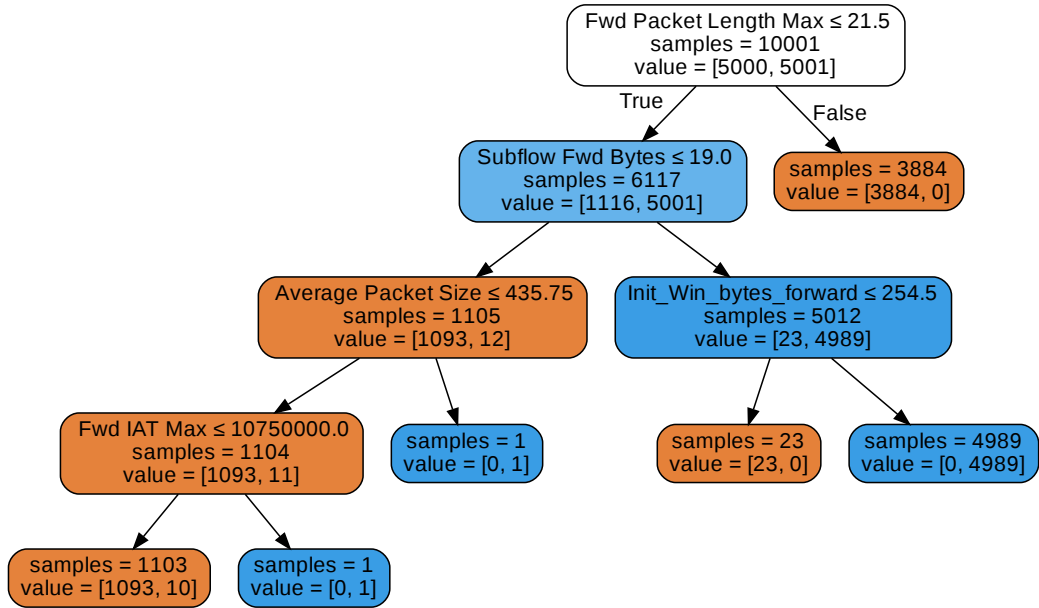 Fwd Packet Length Max ≤ 21.5
samples = 10001
value = [5000, 5001]
True
False
Subflow Fwd Bytes ≤ 19.0
samples = 6117
value = [1116, 5001]
samples = 3884
value = [3884, 0]
Average Packet Size ≤ 435.75
samples = 1105
value = [1093, 12]
Init_Win_bytes_forward ≤ 254.5
samples = 5012
value = [23, 4989]
Fwd IAT Max ≤ 10750000.0
samples = 1104
value = [1093, 11]
samples = 1
value = [0, 1]
samples = 23
value = [23, 0]
samples = 4989
value = [0, 4989]
samples = 1103
value = [1093, 10]
samples = 1
value = [0, 1]